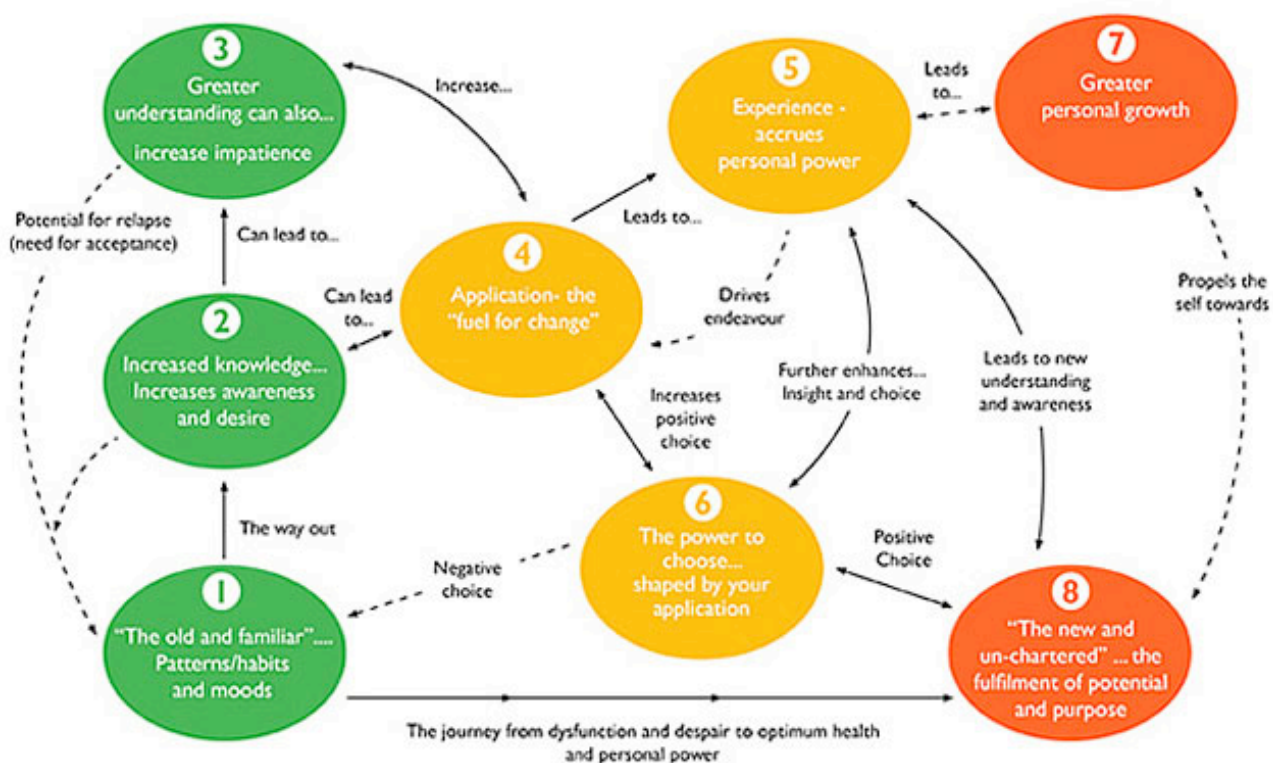 3
Greater
understanding can also...
increase impatience
Increase...
5
Experience -
accrues
personal power
Leads
to...
7
Greater
personal growth
Potential for relapse
(need for acceptance)
Can lead to...
4
Application- the
"fuel for change"
Leads to...
Can lead
to...
Drives
endeavour
Propels the
self towards
2
Increased knowledge...
Increases awareness
and desire
Further enhances...
Insight and choice
Leads to new
understanding
and awareness
Increases
positive
choice
The way out
6
The power to
choose...
shaped by your
application
Negative
choice
Positive
Choice
1
"The old and familiar"....
Patterns/habits
and moods
8
"The new and
un-chartered" ... the
fulfilment of potential
and purpose
The journey from dysfunction and despair to optimum health
and personal power